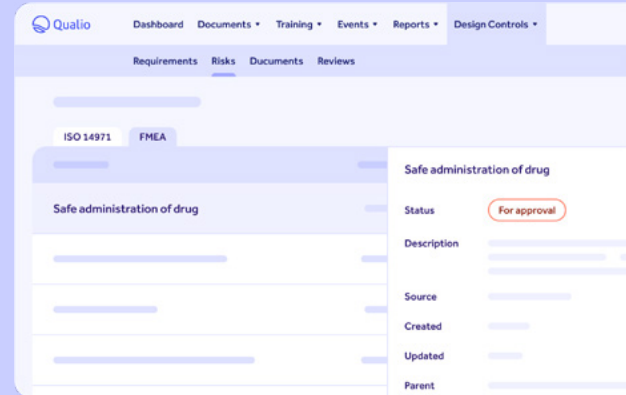 Qualio Dashboard Documents Training Events Reports Design Controls
Requirements Risks Ducuments Reviews
ISO 14971 FMEA
Safe administration of drug
Safe administration of drug
Status For approval
Description
Source
Created
Updated
Parent